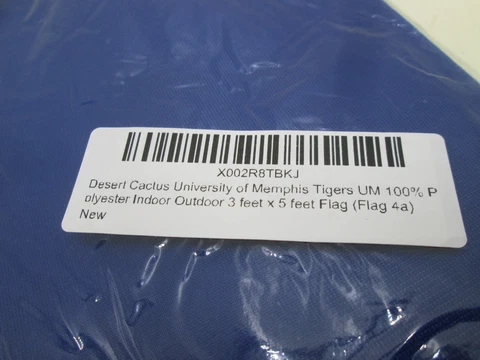 X002R8TBKJ
Desert Cactus University of Memphis Tigers UM 100% P
olyester Indoor Outdoor 3 feet x 5 feet Flag (Flag 4a)
New